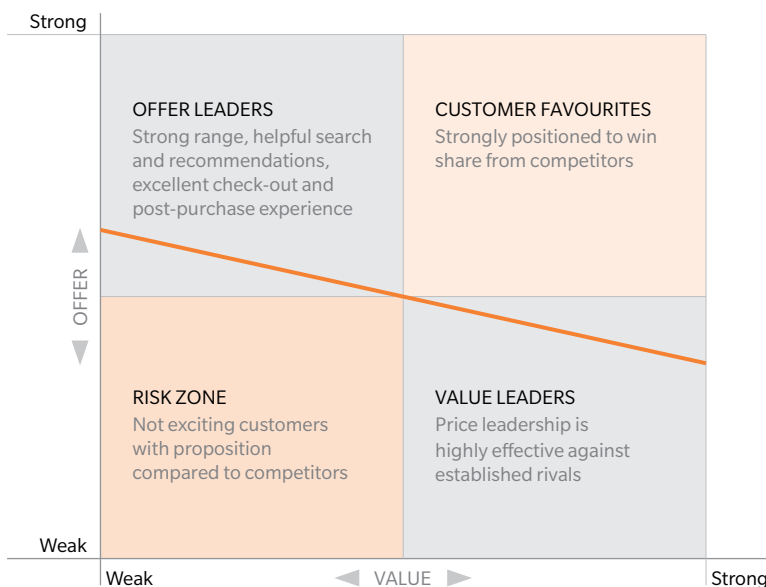 Strong
OFFER LEADERS
Strong range, helpful search
and recommendations,
excellent check-out and
post-purchase experience
CUSTOMER FAVOURITES
Strongly positioned to win
share from competitors
OFFER
RISK ZONE
Not exciting customers
with proposition
compared to competitors
VALUE LEADERS
Price leadership is
highly effective against
established rivals
Weak
Weak
VALUE
Strong